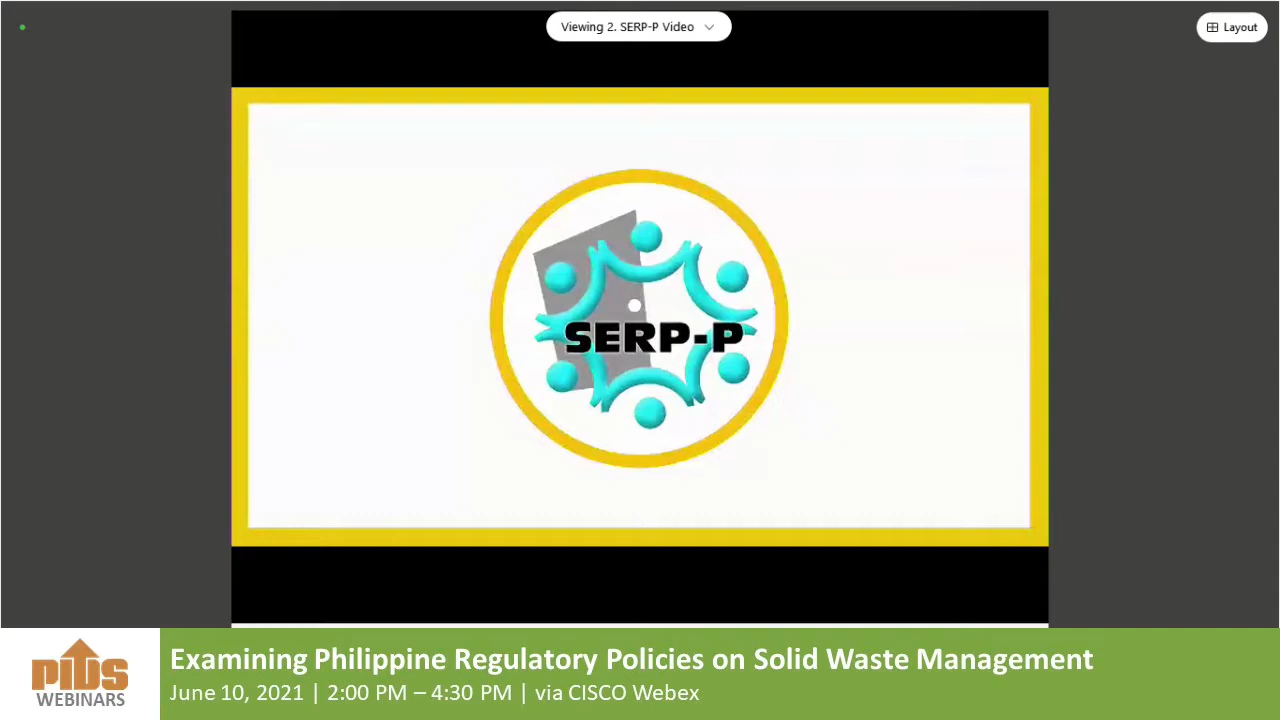 Viewing 2. SERP-P Video
Layout
SERP-P
Examining Philippine Regulatory Policies on Solid Waste Management
June 10, 2021 | 2:00 PM – 4:30 PM | via CISCO Webex
PIDS
WEBINARS